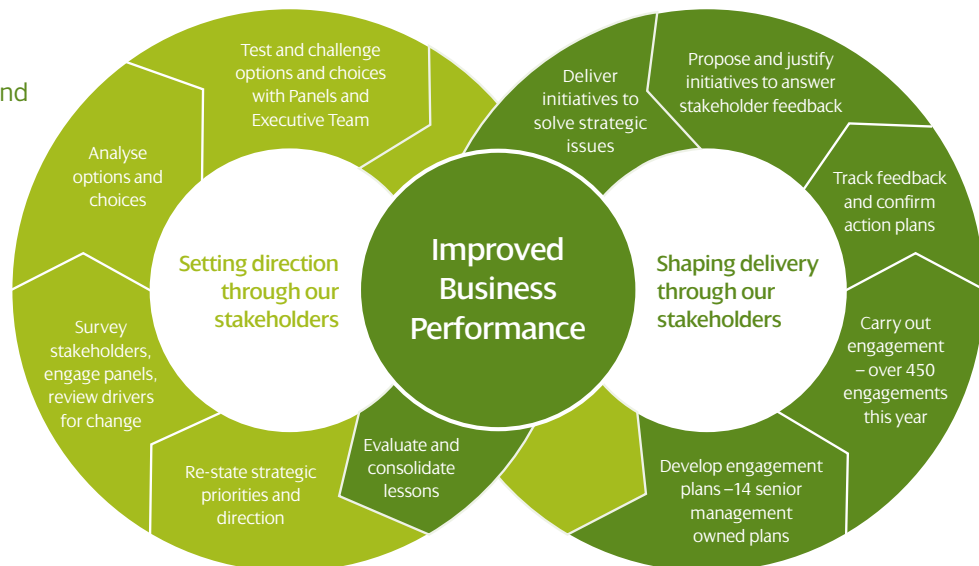 nd
Test and challenge
options and choices
with Panels and
Executive Team
Analyse
options and
choices
Survey
stakeholders,
engage panels,
review drivers
for change
Re-state strategic
priorities and
direction
Evaluate and
consolidate
lessons
Setting direction
through our
stakeholders
Improved
Business
Performance
Shaping delivery
through our
stakeholders
Deliver
initiatives to
solve strategic
issues
Propose and justify
initiatives to answer
stakeholder feedback
Track feedback
and confirm
action plans
Carry out
engagement
– over 450
engagements
this year
Develop engagement
plans –14 senior
management
owned plans